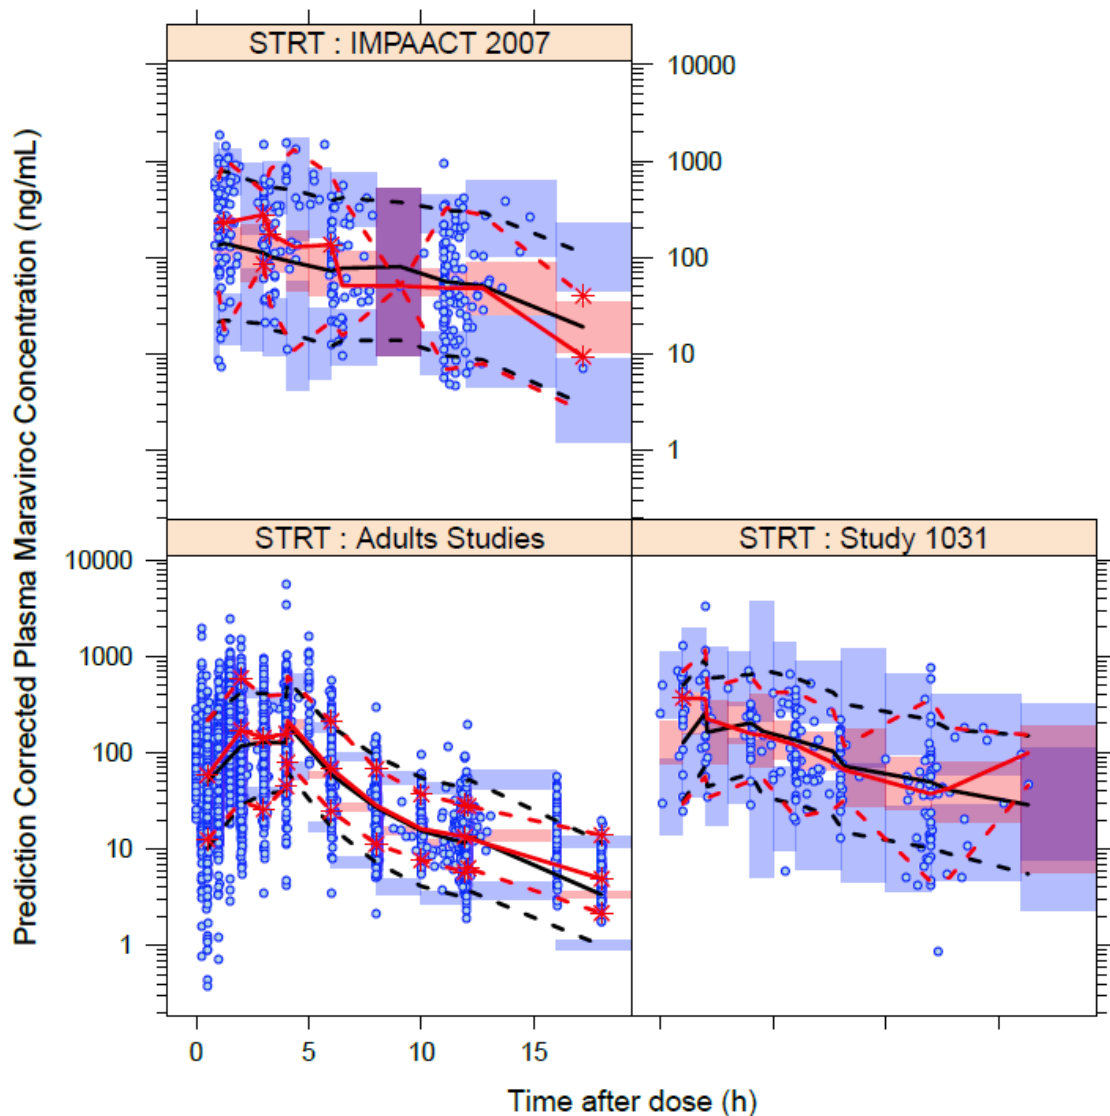 STRT : IMPAACT 2007
10000
1000
100
10
1
STRT : Adults Studies
STRT : Study 1031
10000
1000
100
10
1
0 5 10 15
Time after dose (h)
Prediction Corrected Plasma Maraviroc Concentration (ng/mL)